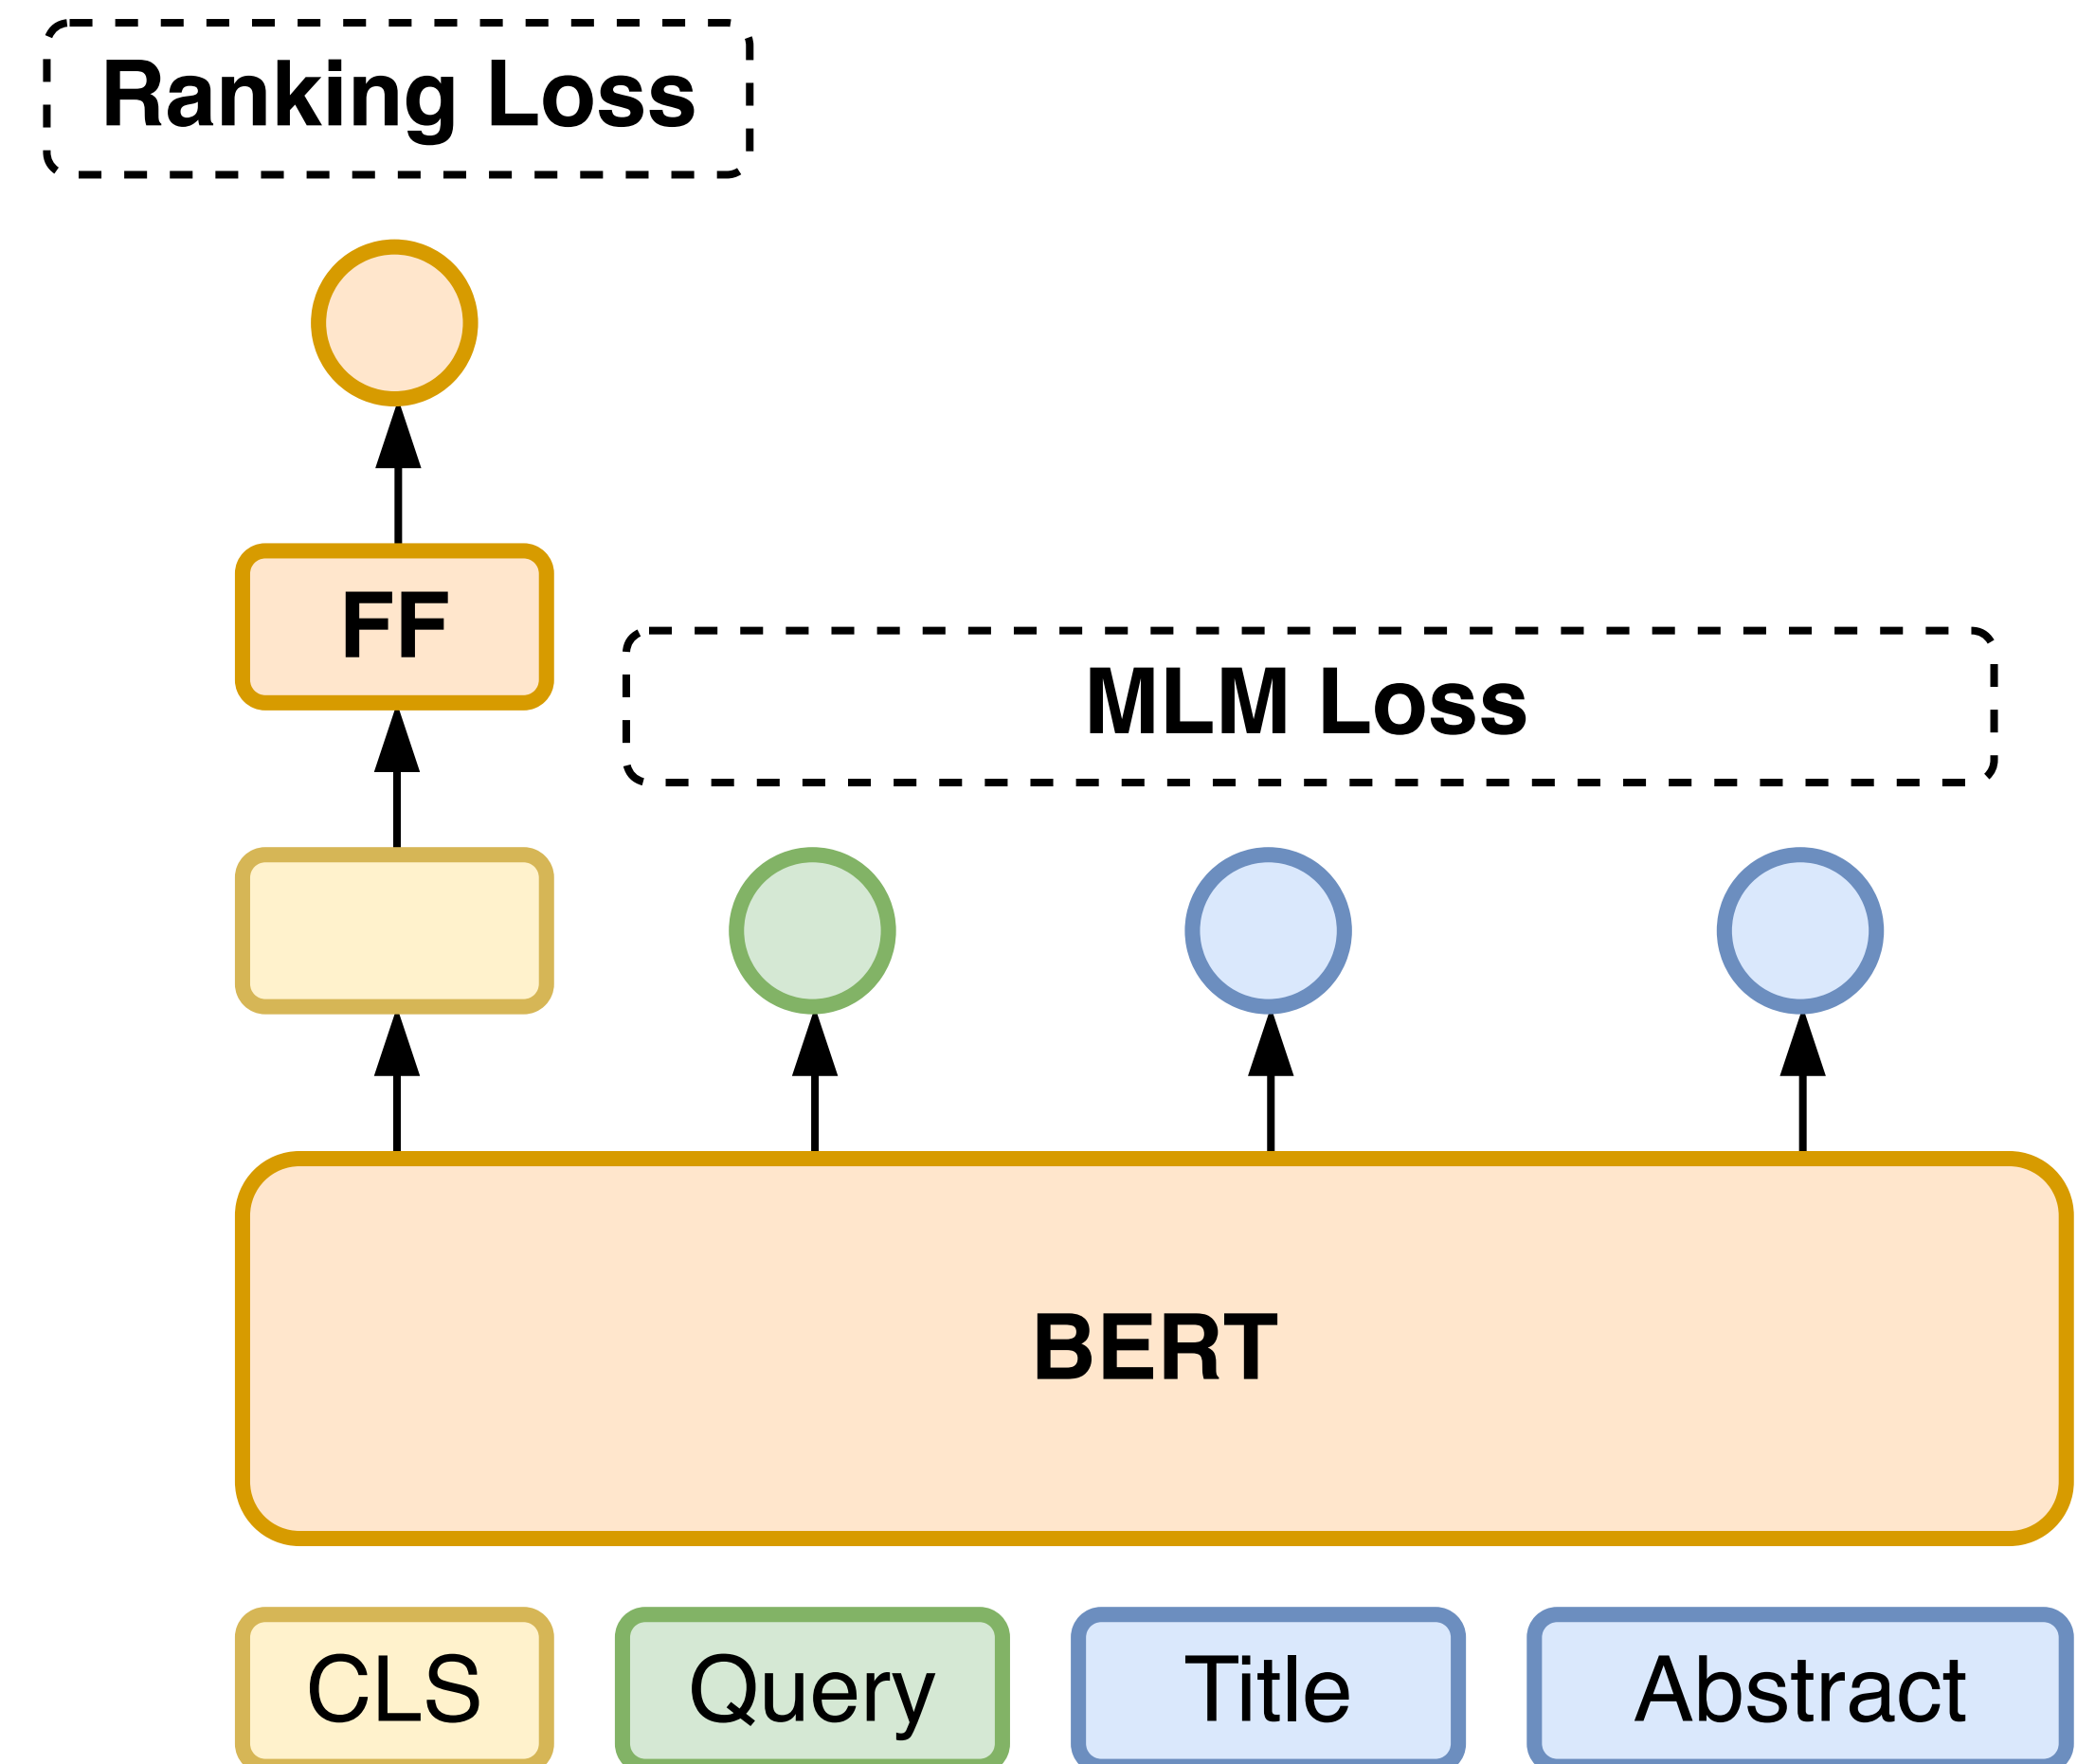 Ranking Loss
FF
MLM Loss
BERT
CLS
Query
Title
Abstract